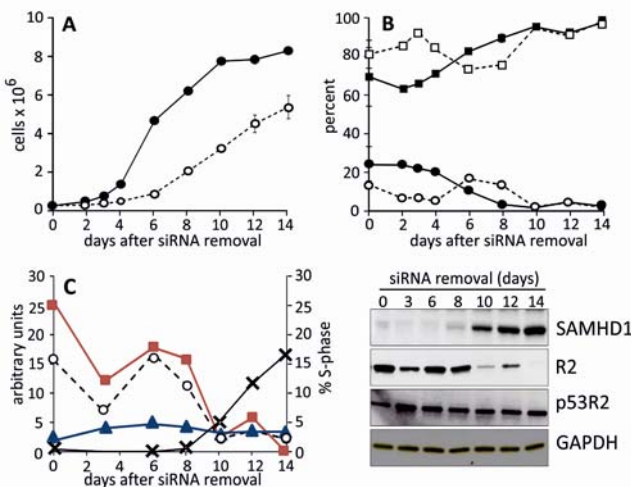 A
cells x 10^6
10
8
6
4
2
0
0 2 4 6 8 10 12 14
days after siRNA removal
B
percent
100
80
60
40
20
0
0 2 4 6 8 10 12 14
days after siRNA removal
C
arbitrary units
30
25
20
15
10
5
0
30
25
20
15
10
5
0
% S-phase
0 2 4 6 8 10 12 14
days after siRNA removal
siRNA removal (days)
0 3 6 8 10 12 14
SAMHD1
R2
p53R2
GAPDH